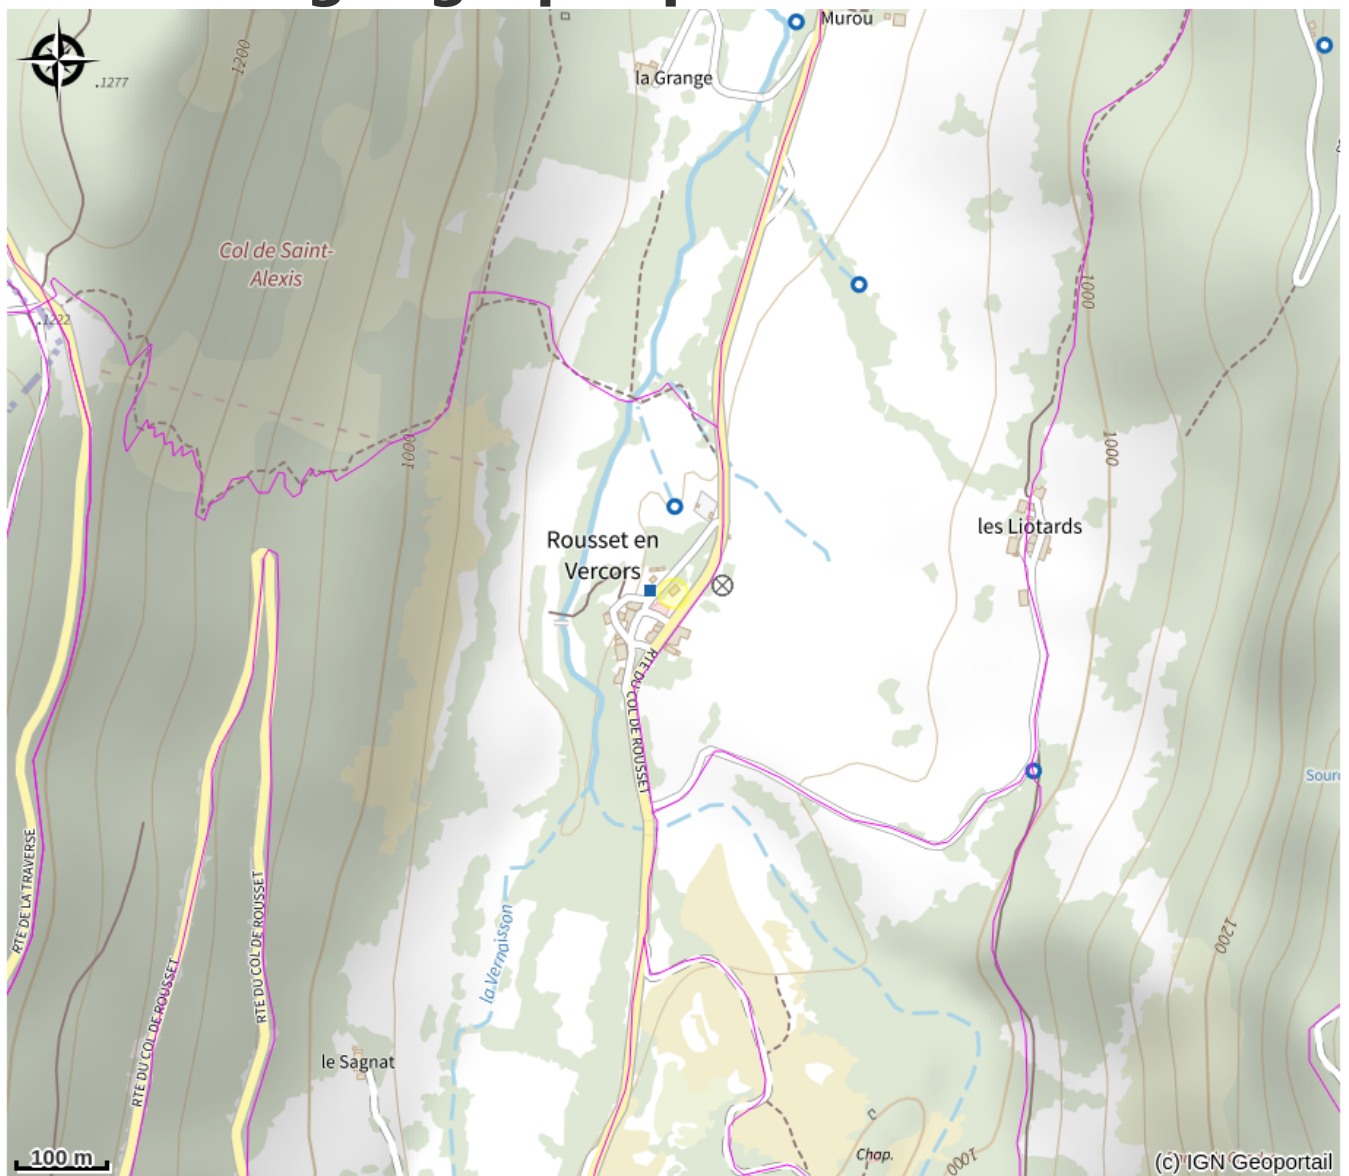 Murou
la Grange
1200
.1277
Col de Saint-
Alexis
.1222
1000
1000
1000
Rousset en
Vercors
les Liotards
RTE DU COL DE ROUSSET
RTE DE LA TRAVERSE
RTE DU COL DE ROUSSET
RTE DU COL DE ROUSSET
la Vernaisson
1200
le Sagnat
Chap.
1000
100 m
(c) IGN Geoportail